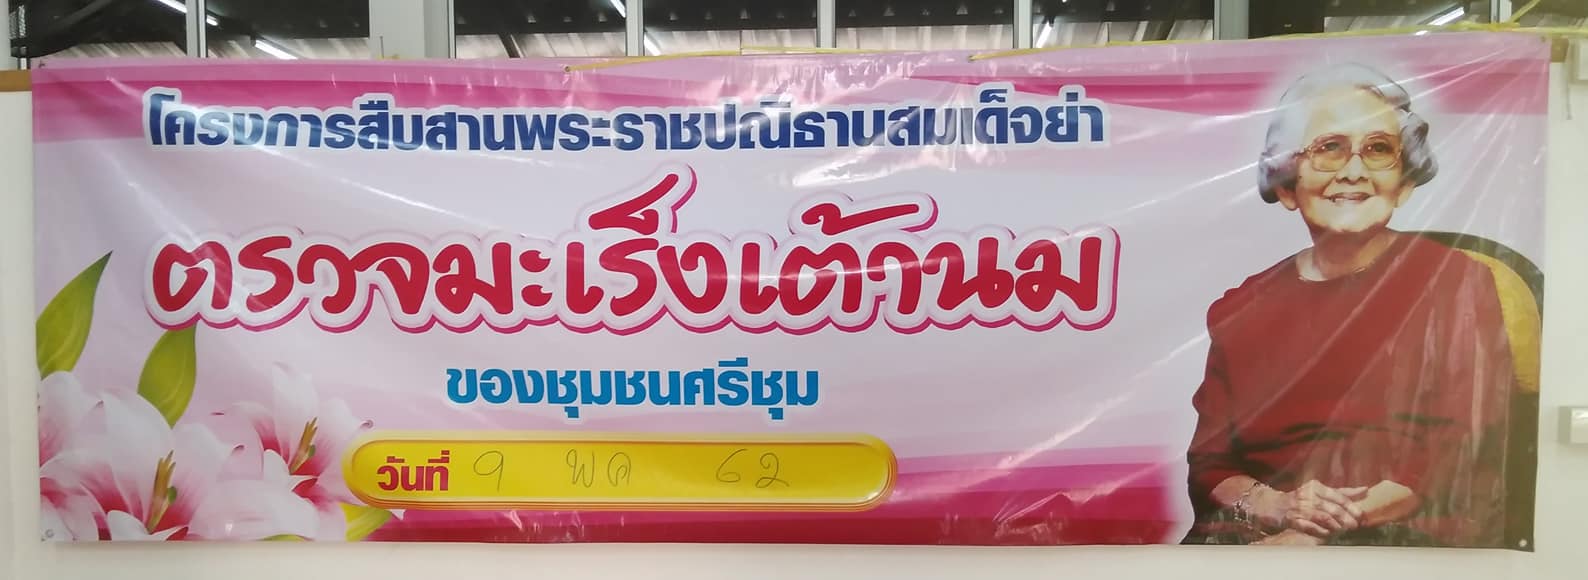 โครงการสืบสานพระราชปณิธานสมเด็จย่า
ตรวจมะเร็งเต้านม
ของชุมชนศรีชุม
วันที่ 9 พค 62